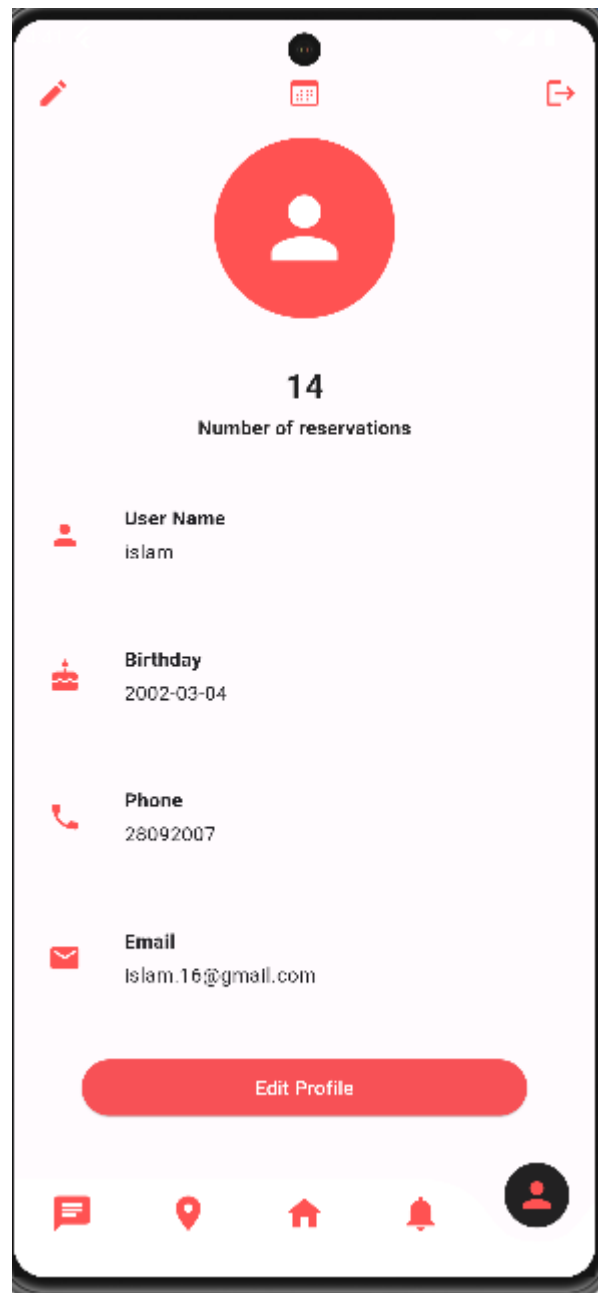 14
Number of reservations
User Name
islam
Birthday
2002-03-04
Phone
28092007
Email
islam.16@gmail.com
Edit Profile